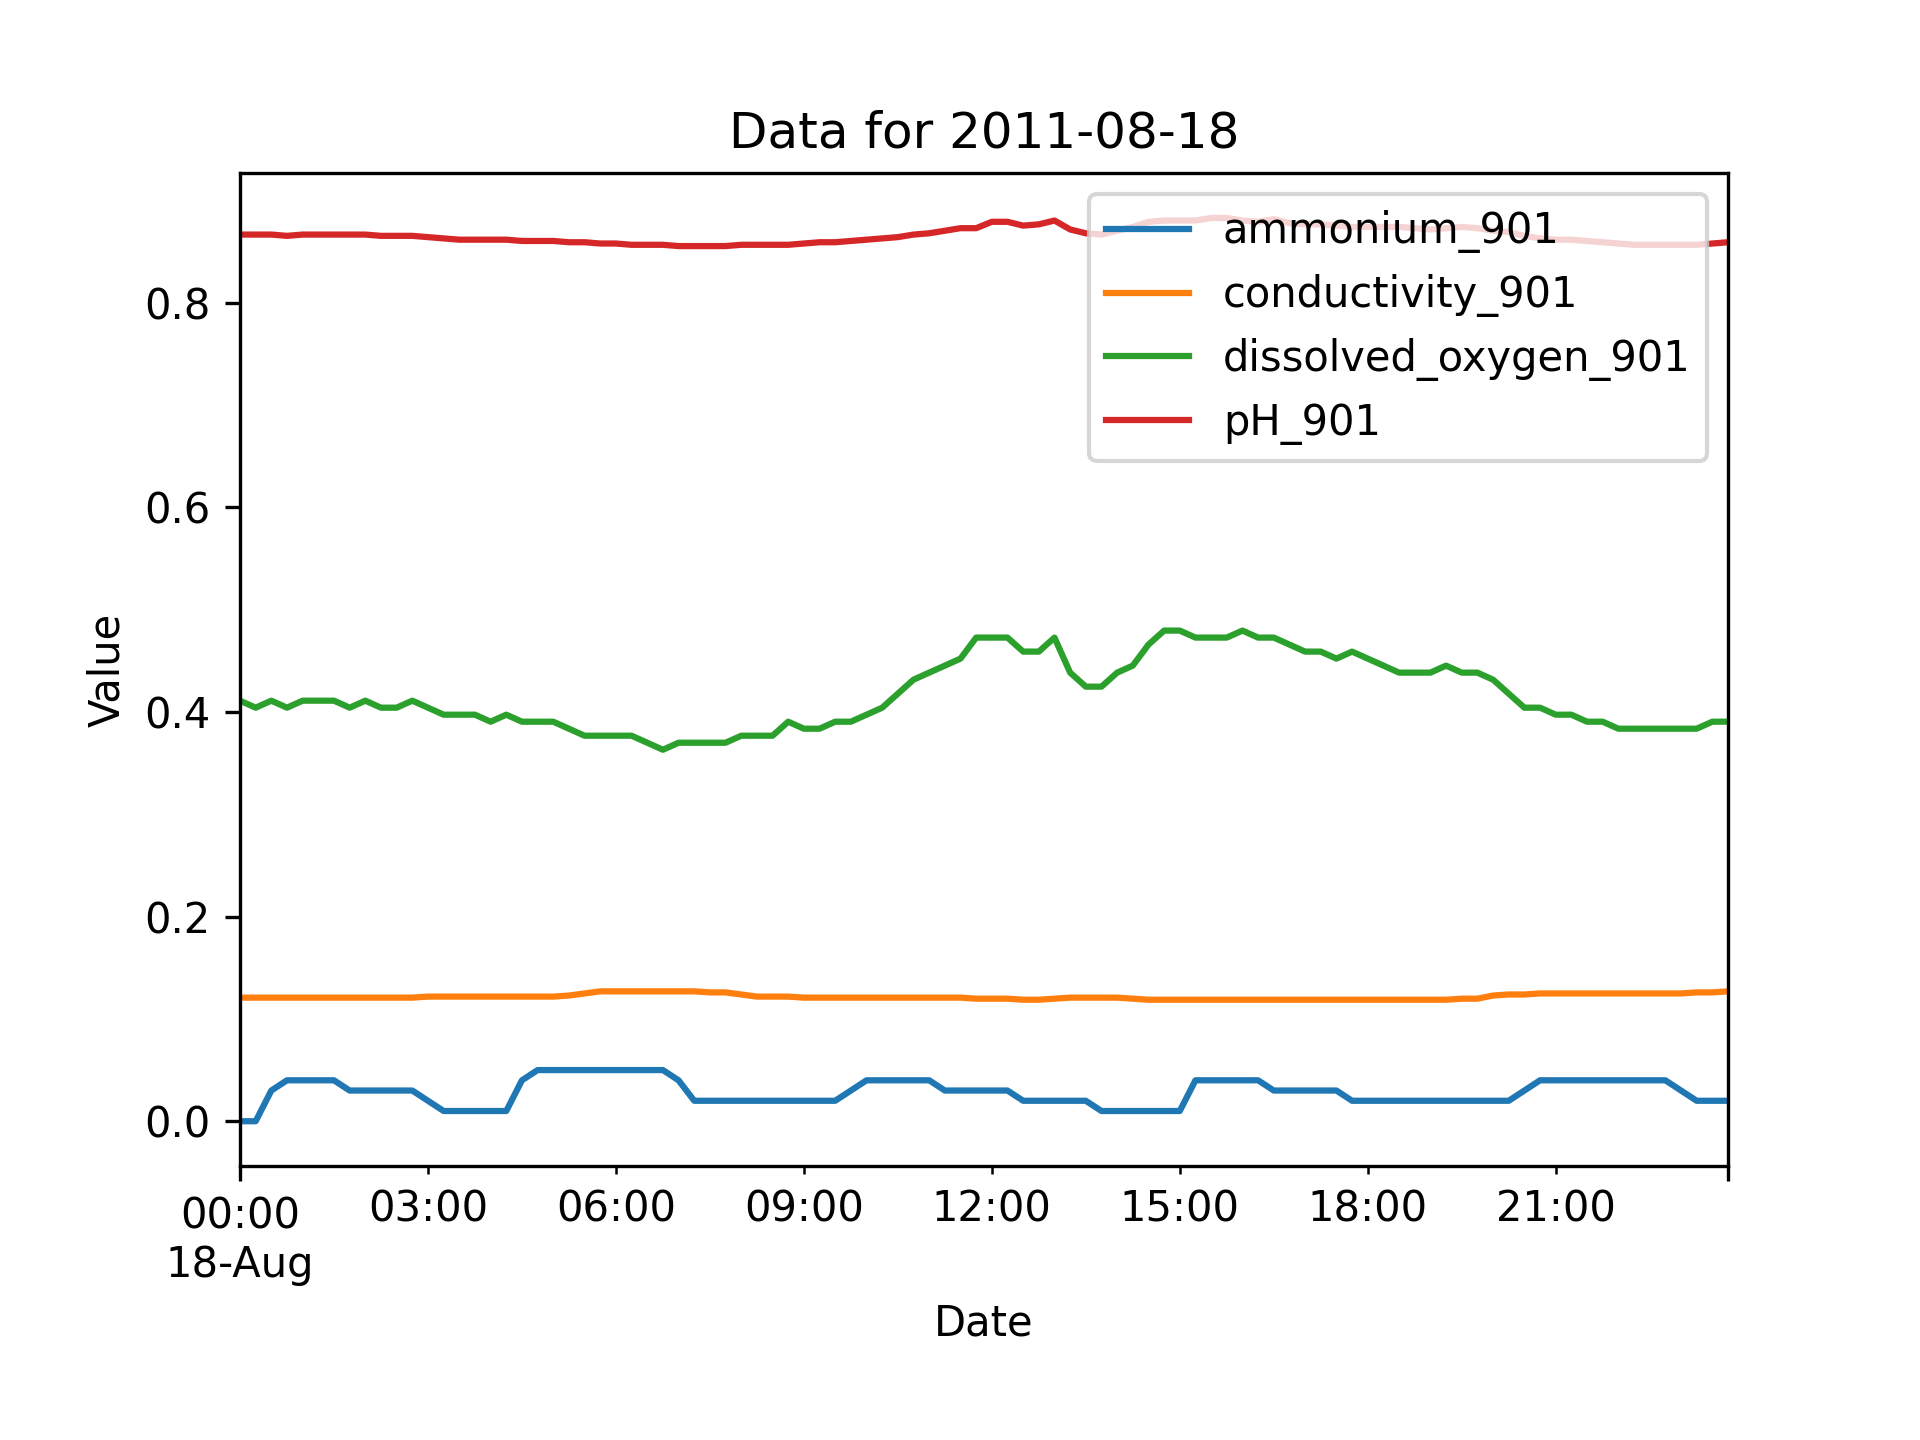 Data for 2011-08-18
ammonium_901
conductivity_901
dissolved_oxygen_901
pH_901
0.8
0.6
0.4
0.2
0.0
Value
00:00 03:00 06:00 09:00 12:00 15:00 18:00 21:00
18-Aug
Date